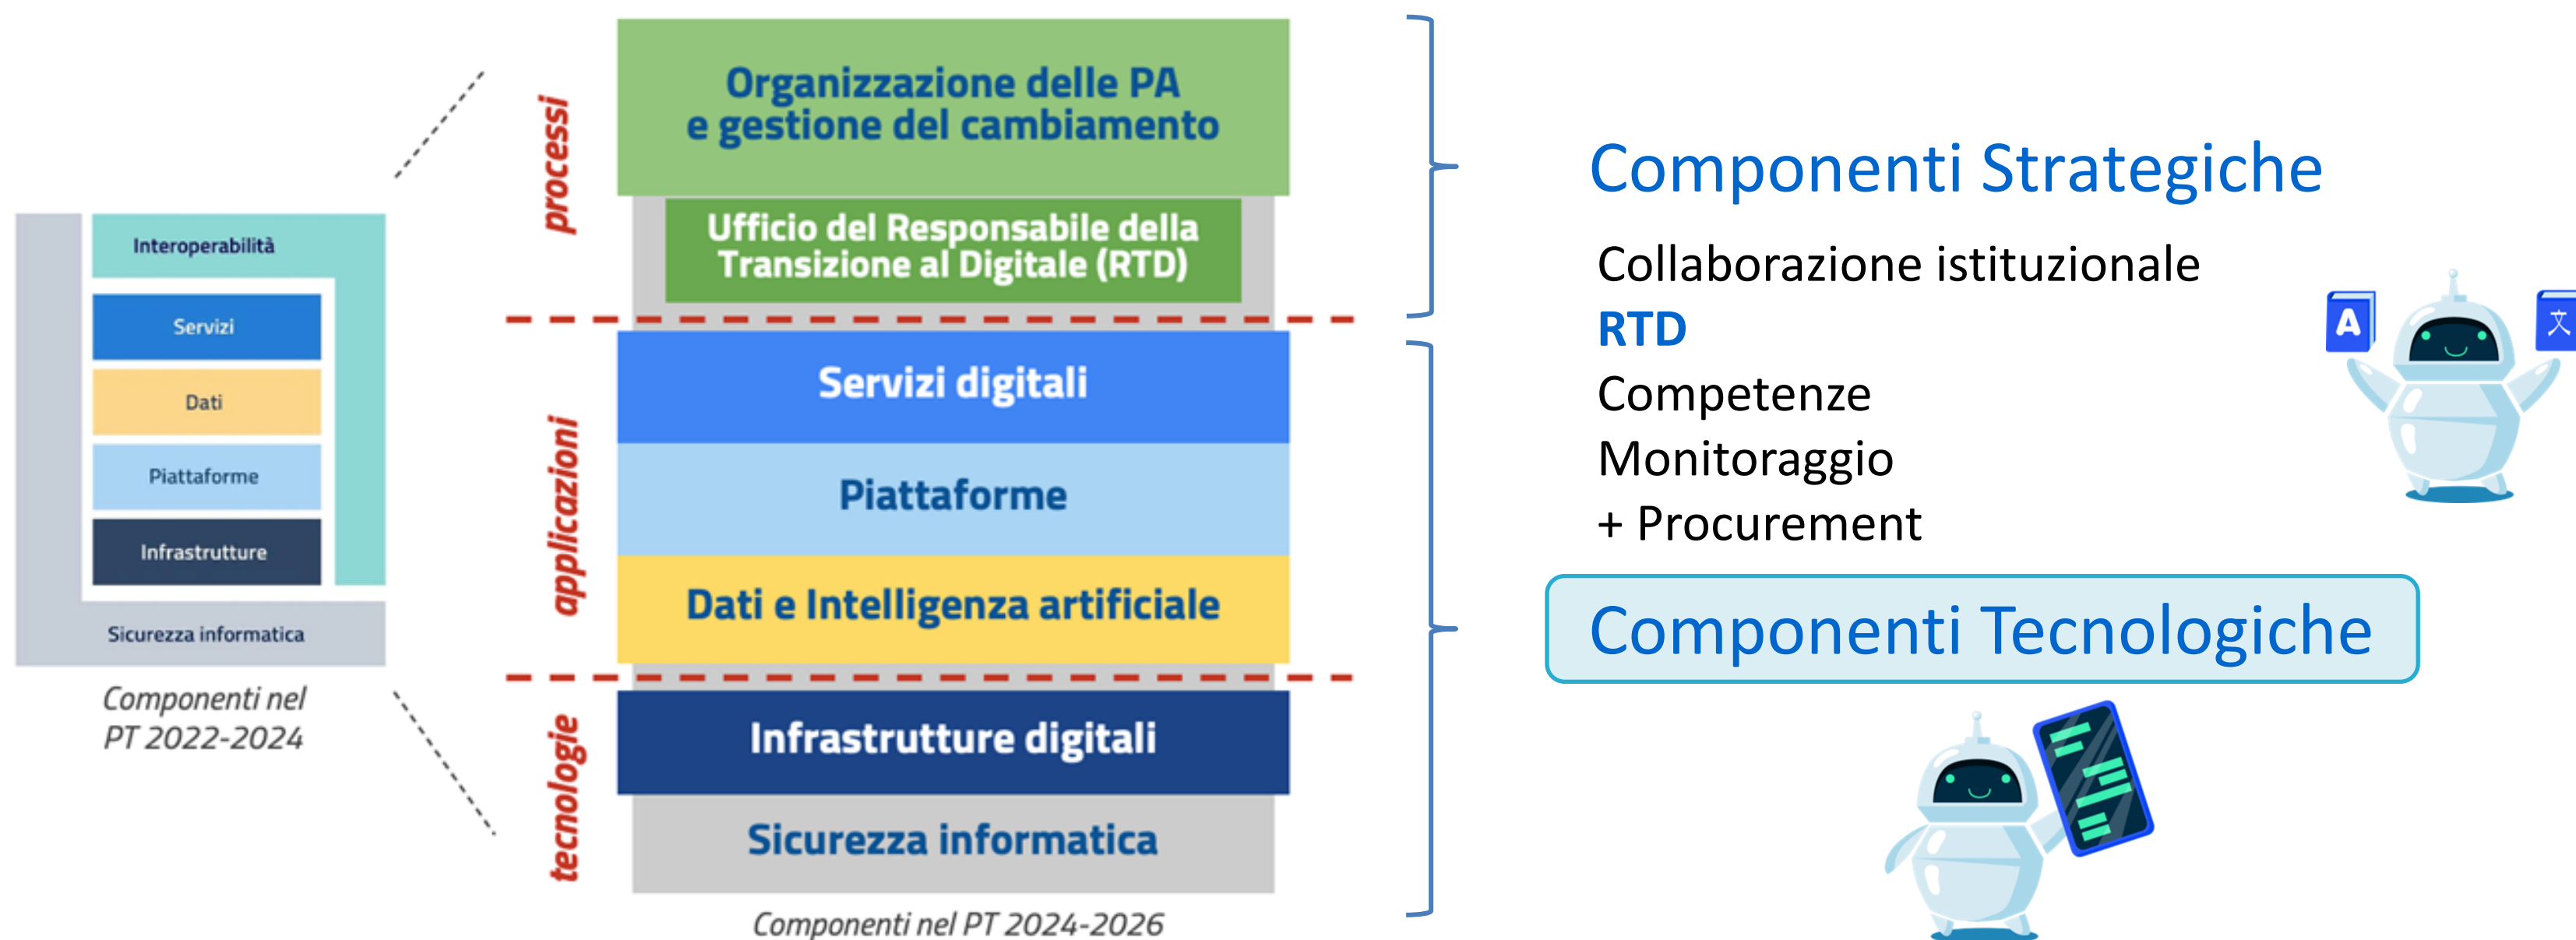 Interoperabilità
Servizi
Dati
Piattaforme
Infrastrutture
Sicurezza informatica
Componenti nel
PT 2022-2024
processi
Organizzazione delle PA
e gestione del cambiamento
Ufficio del Responsabile della
Transizione al Digitale (RTD)
applicazioni
Servizi digitali
Piattaforme
Dati e Intelligenza artificiale
tecnologie
Infrastrutture digitali
Sicurezza informatica
Componenti nel PT 2024-2026
Componenti Strategiche
Collaborazione istituzionale
RTD
Competenze
Monitoraggio
+ Procurement
A
文
Componenti Tecnologiche